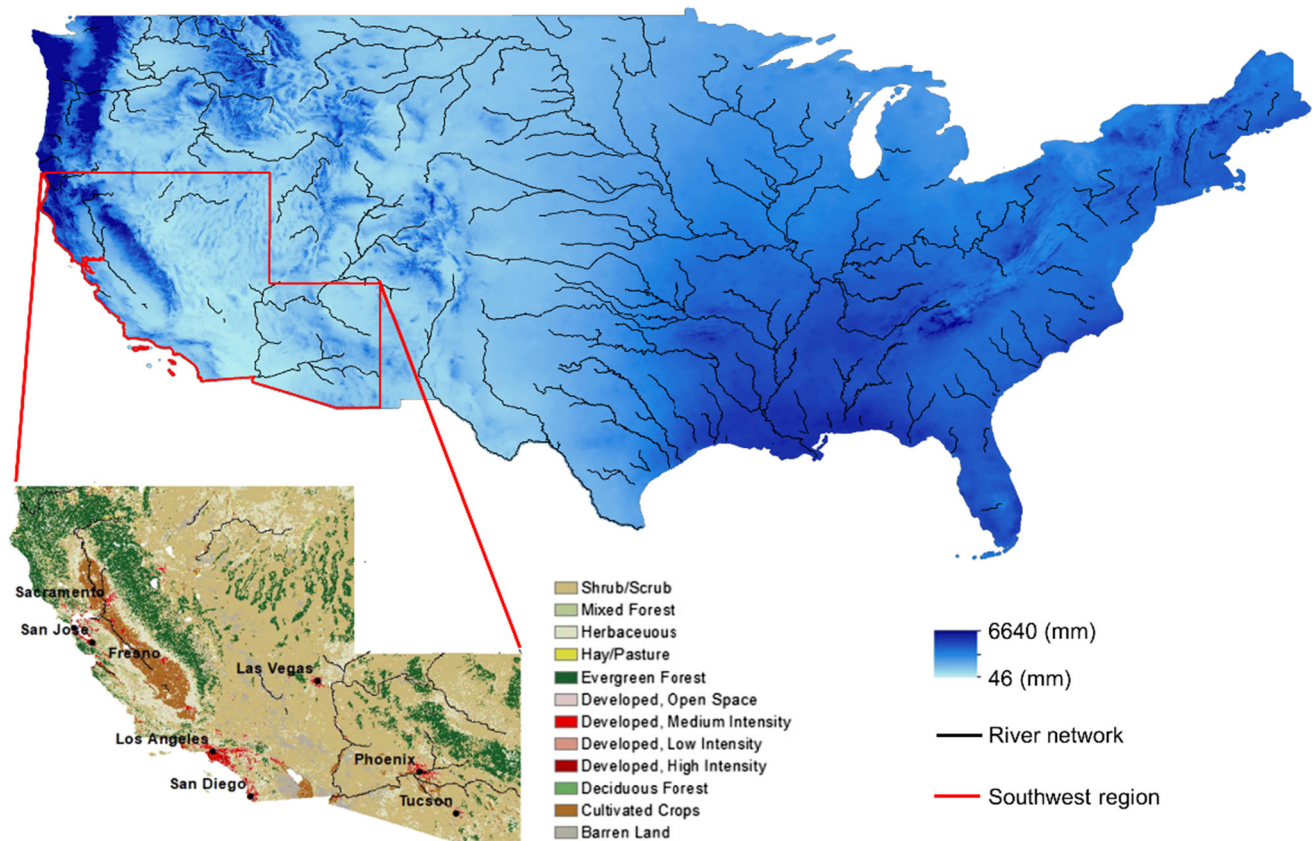 Sacramento
San Jose
Fresno
Las Vegas
Los Angeles
Phoenix
San Diego
Tucson
Shrub/Scrub
Mixed Forest
Herbaceuous
Hay/Pasture
Evergreen Forest
Developed, Open Space
Developed, Medium Intensity
Developed, Low Intensity
Developed, High Intensity
Deciduous Forest
Cultivated Crops
Barren Land
6640 (mm)
46 (mm)
River network
Southwest region